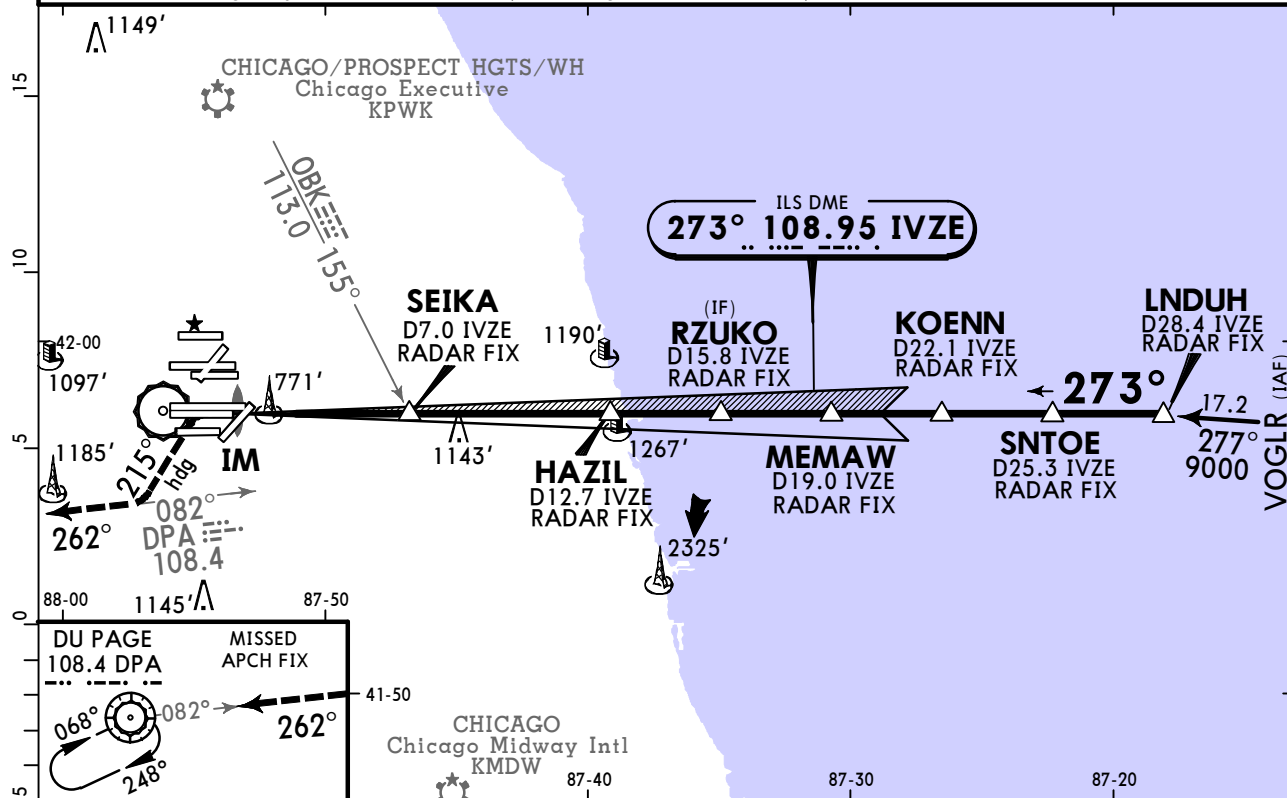 1149'
15
CHICAGO/PROSPECT HGTS/WH
Chicago Executive
KPWK
OBK
113.0
155°
ILS DME
273° 108.95 IVZE
10
SEIKA
D7.0 IVZE
RADAR FIX
1190'
(IF)
RZUKO
D15.8 IVZE
RADAR FIX
KOENN
D22.1 IVZE
RADAR FIX
LNDUH
D28.4 IVZE
RADAR FIX
42-00
1097'
771'
273°
17.2
277°
9000
VOGLR (IAF)
5
1185'
215°
hdg
IM
1143'
HAZIL
D12.7 IVZE
RADAR FIX
1267'
MEMAW
D19.0 IVZE
RADAR FIX
SNTOE
D25.3 IVZE
RADAR FIX
262°
082°
DPA
108.4
2325'
0
88-00
1145'
87-50
DU PAGE
108.4 DPA
MISSED
APCH FIX
068°
248°
082°
262°
41-50
CHICAGO
Chicago Midway Intl
KMDW
87-40
87-30
87-20
5